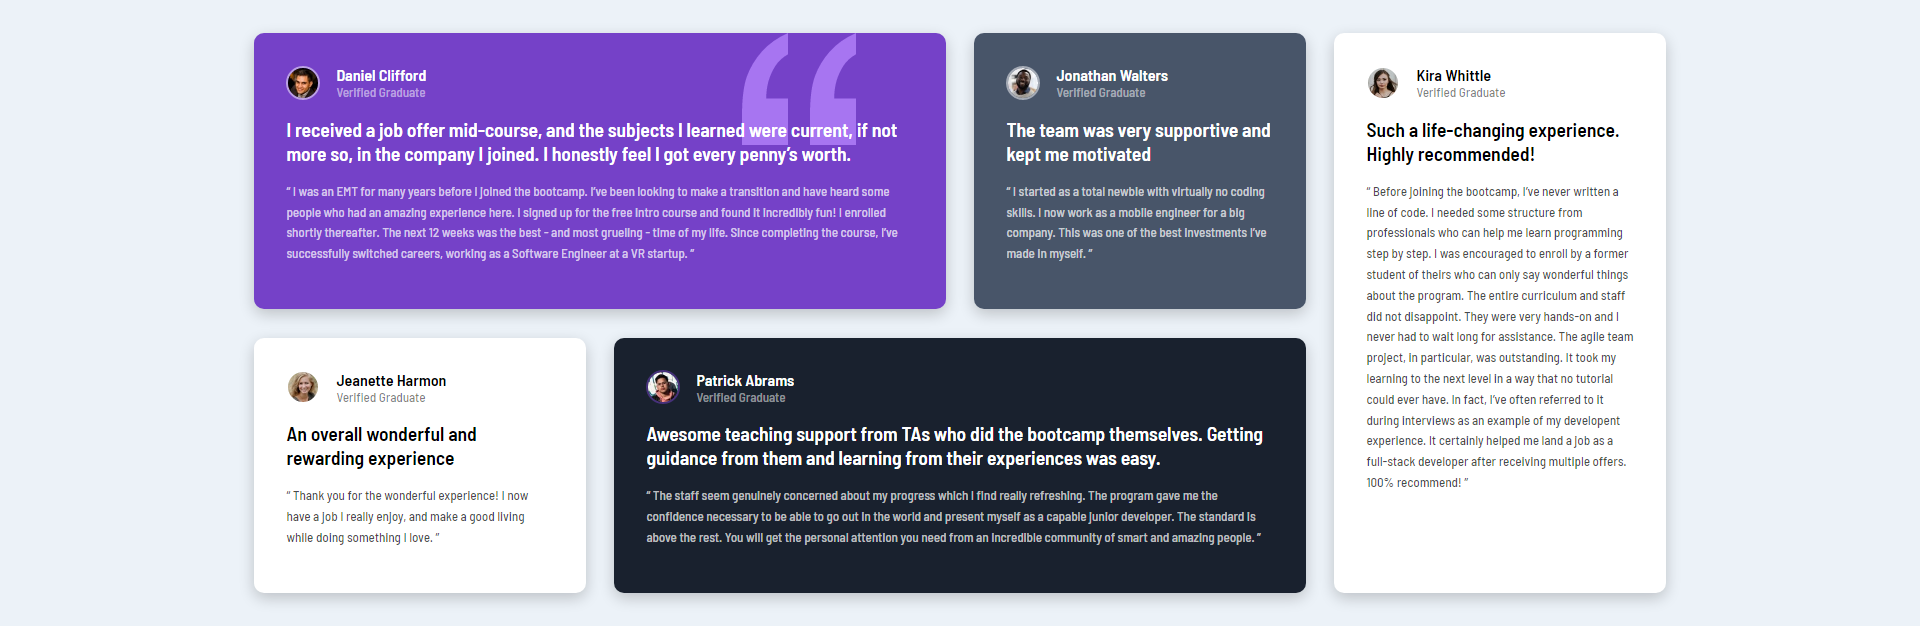 Daniel Clifford
Verified Graduate
I received a job offer mid-course, and the subjects I learned were current, if not
more so, in the company I joined. I honestly feel I got every penny’s worth.
“ I was an EMT for many years before I joined the bootcamp. I’ve been looking to make a transition and have heard some
people who had an amazing experience here. I signed up for the free intro course and found it incredibly fun! I enrolled
shortly thereafter. The next 12 weeks was the best - and most grueling - time of my life. Since completing the course, I’ve
successfully switched careers, working as a Software Engineer at a VR startup. ”
Jonathan Walters
Verified Graduate
The team was very supportive and
kept me motivated
“ I started as a total newbie with virtually no coding
skills. I now work as a mobile engineer for a big
company. This was one of the best investments I’ve
made in myself. ”
Kira Whittle
Verified Graduate
Such a life-changing experience.
Highly recommended!
“ Before joining the bootcamp, I’ve never written a
line of code. I needed some structure from
professionals who can help me learn programming
step by step. I was encouraged to enroll by a former
student of theirs who can only say wonderful things
about the program. The entire curriculum and staff
did not disappoint. They were very hands-on and I
never had to wait long for assistance. The agile team
project, in particular, was outstanding. It took my
learning to the next level in a way that no tutorial
could ever have. In fact, I’ve often referred to it
during interviews as an example of my developent
experience. It certainly helped me land a job as a
full-stack developer after receiving multiple offers.
100% recommend! ”
Jeanette Harmon
Verified Graduate
An overall wonderful and
rewarding experience
“ Thank you for the wonderful experience! I now
have a job I really enjoy, and make a good living
while doing something I love. ”
Patrick Abrams
Verified Graduate
Awesome teaching support from TAs who did the bootcamp themselves. Getting
guidance from them and learning from their experiences was easy.
“ The staff seem genuinely concerned about my progress which I find really refreshing. The program gave me the
confidence necessary to be able to go out in the world and present myself as a capable junior developer. The standard is
above the rest. You will get the personal attention you need from an incredible community of smart and amazing people. ”